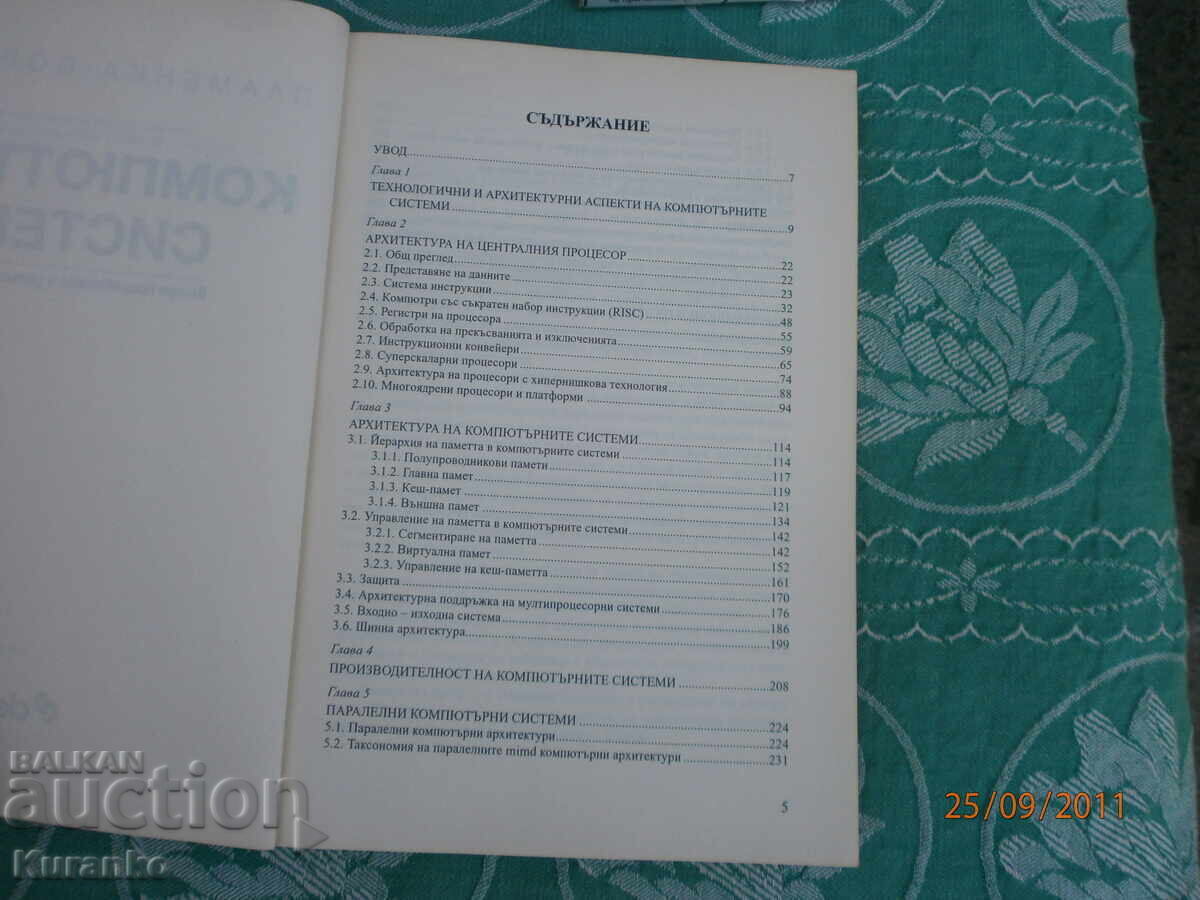 ПЛАМЕНКА
КОМПЮТ
СИСТЕ
СЪДЪРЖАНИЕ
УВОД 7
Глава 1
ТЕХНОЛОГИЧНИ И АРХИТЕКТУРНИ АСПЕКТИ НА КОМПЮТЪРНИТЕ
СИСТЕМИ 9
Глава 2
АРХИТЕКТУРА НА ЦЕНТРАЛНИЯ ПРОЦЕСОР 22
2.1. Общ преглед 22
2.2. Представяне на данните 23
2.3. Система инструкции 32
2.4. Компютри със съкратен набор инструкции (RISC) 48
2.5. Регистри на процесора 55
2.6. Обработка на прекъсванията и изключенията 59
2.7. Инструкционни конвейери 65
2.8. Суперскаларни процесори 74
2.9. Архитектура на процесори с хипернишкова технология 88
2.10. Многоядрени процесори и платформи 94
Глава 3
АРХИТЕКТУРА НА КОМПЮТЪРНИТЕ СИСТЕМИ 114
3.1. Йерархия на паметта в компютърните системи 114
3.1.1. Полупроводникови памети 117
3.1.2. Главна памет 119
3.1.3. Кеш-памет 121
3.1.4. Външна памет 134
3.2. Управление на паметта в компютърните системи 142
3.2.1. Сегментиране на паметта 142
3.2.2. Виртуална памет 152
3.2.3. Управление на кеш-паметта 161
3.3. Защита 170
3.4. Архитектурна поддръжка на мултипроцесорни системи 176
3.5. Входно – изходна система 186
3.6. Шинна архитектура 199
Глава 4
ПРОИЗВОДИТЕЛНОСТ НА КОМПЮТЪРНИТЕ СИСТЕМИ 208
Глава 5
ПАРАЛЕЛНИ КОМПЮТЪРНИ СИСТЕМИ 224
5.1. Паралелни компютърни архитектури 224
5.2. Таксономия на паралелните mimd компютърни архитектури 231
5
25/09/2011
BALKAN
auction
Kuranko